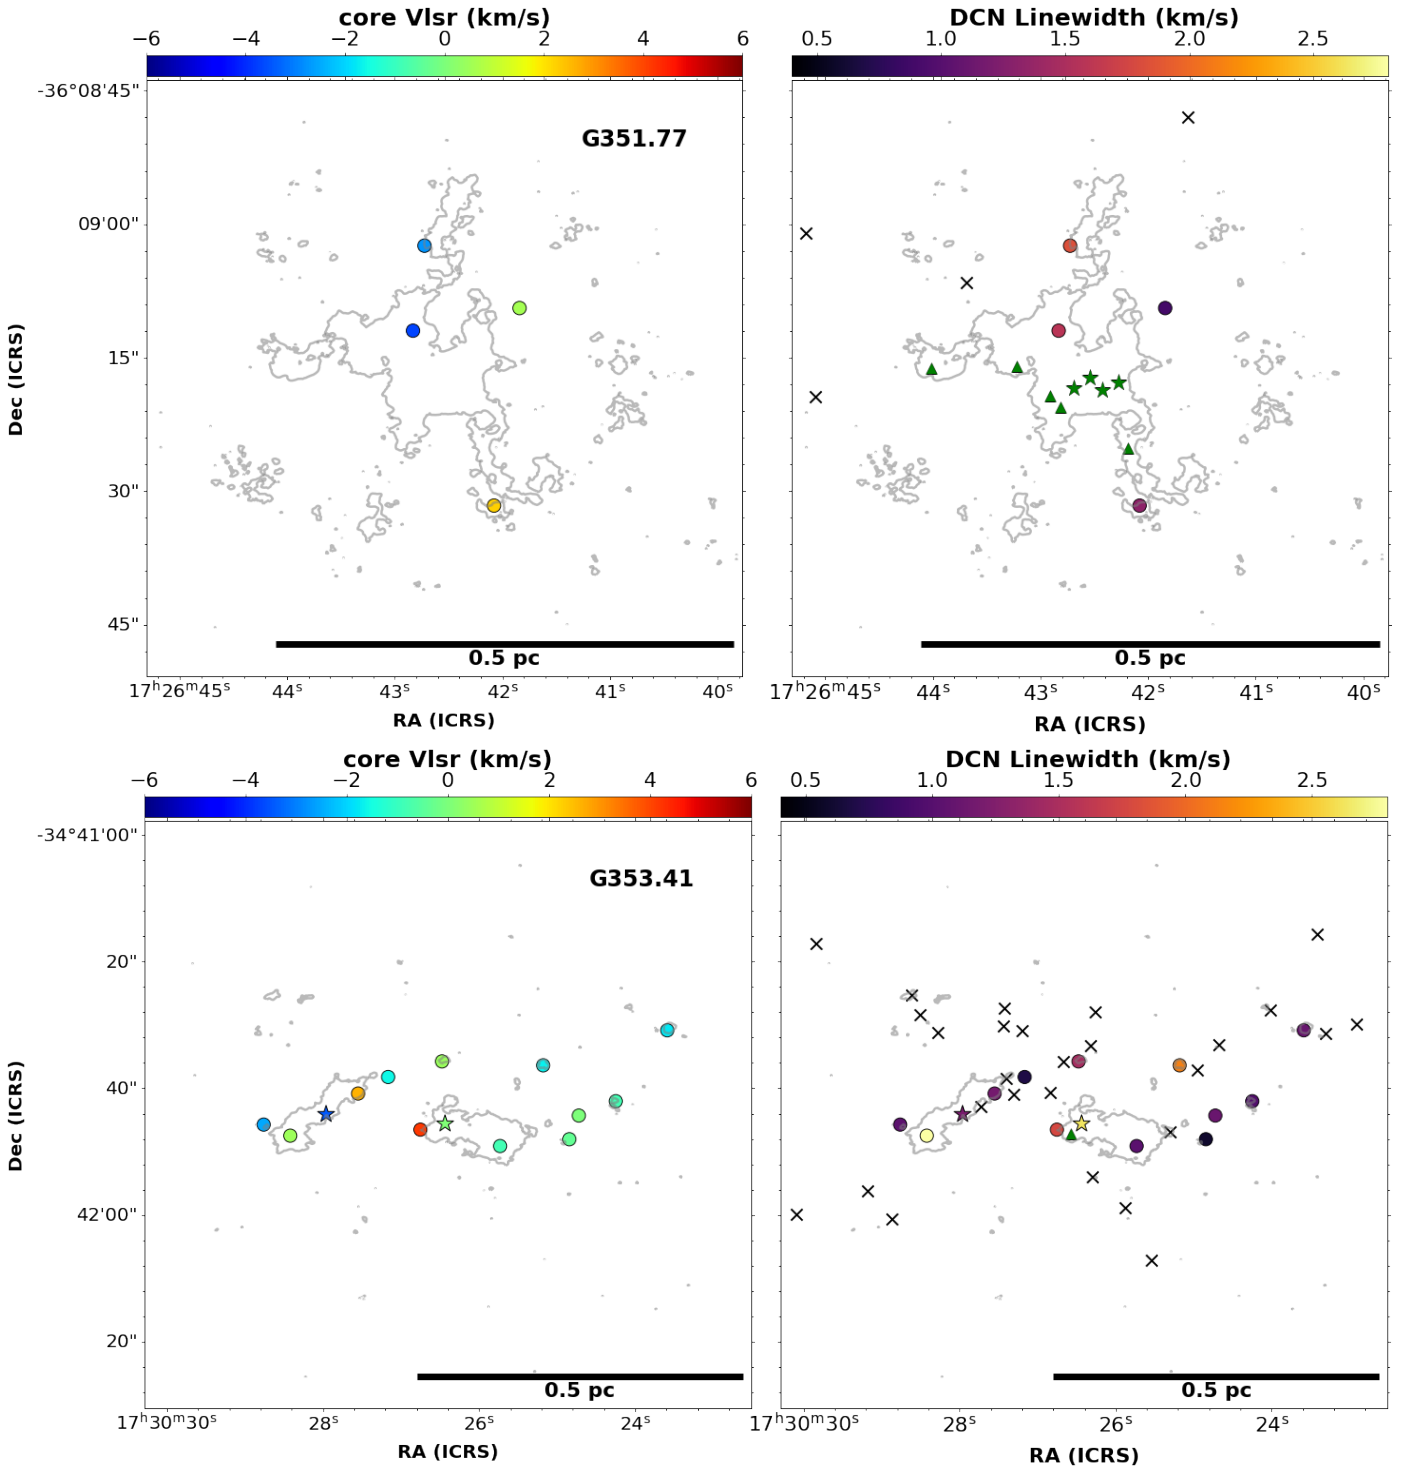 core Vlsr (km/s) DCN Linewidth (km/s)
−6 −4 −2 0 2 4 6 0.5 1.0 1.5 2.0 2.5
-36°08'45"
G351.77
09'00"
15"
30"
45"
Dec (ICRS)
0.5 pc 0.5 pc
17h26m45s 44s 43s 42s 41s 40s 17h26m45s 44s 43s 42s 41s 40s
RA (ICRS) RA (ICRS)
core Vlsr (km/s) DCN Linewidth (km/s)
−6 −4 −2 0 2 4 6 0.5 1.0 1.5 2.0 2.5
-34°41'00"
G353.41
20"
40"
42'00"
20"
Dec (ICRS)
0.5 pc 0.5 pc
17h30m30s 28s 26s 24s 17h30m30s 28s 26s 24s
RA (ICRS) RA (ICRS)